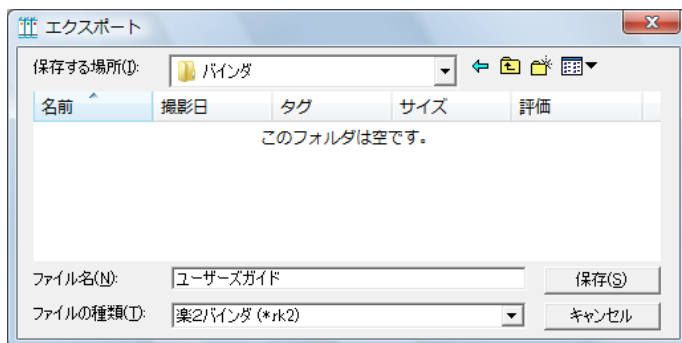 エクスポート
保存する場所(I): バインダ
名前 撮影日 タグ サイズ 評価
このフォルダは空です。
ファイル名(N): ユーザーズガイド 保存(S)
ファイルの種類(T): 楽2バインダ (*rk2) キャンセル